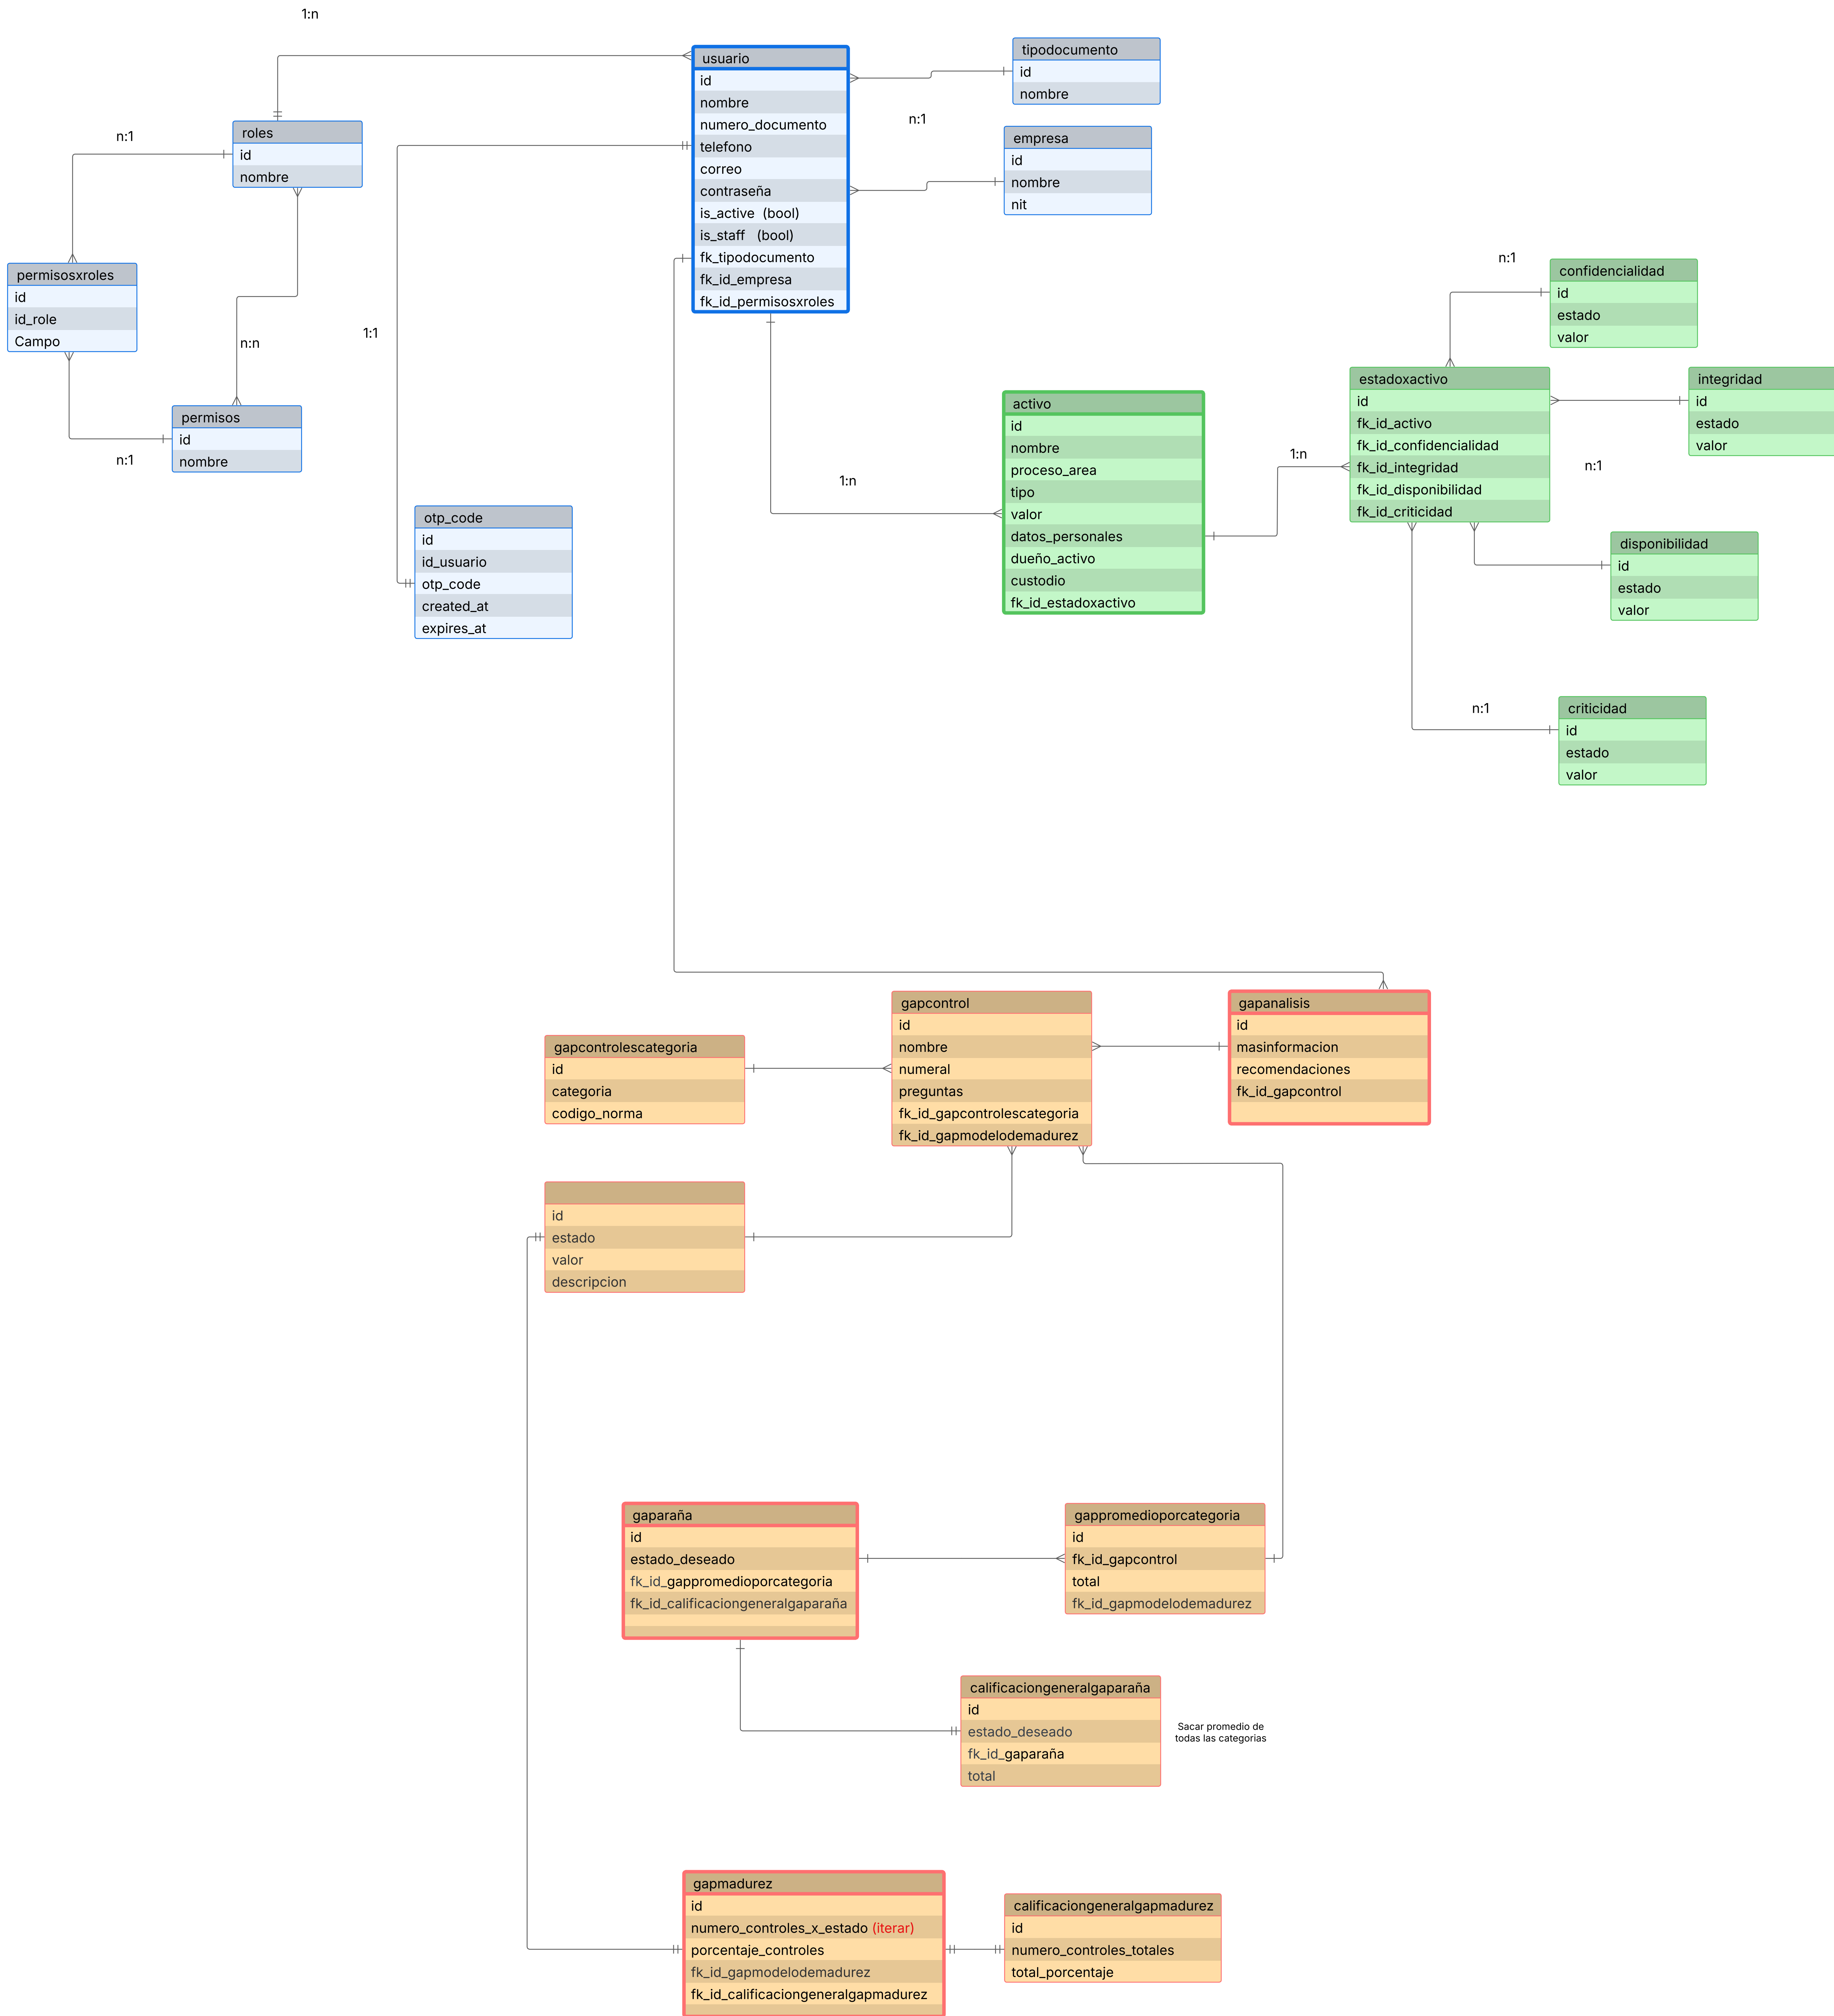 1:n
usuario
id
nombre
numero_documento
telefono
correo
contraseña
is_active (bool)
is_staff (bool)
fk_tipodocumento
fk_id_empresa
fk_id_permisosxroles
tipodocumento
id
nombre
n:1
empresa
id
nombre
nit
n:1
roles
id
nombre
permisosxroles
id
id_role
Campo
n:n
1:1
permisos
id
nombre
n:1
otp_code
id
id_usuario
otp_code
created_at
expires_at
1:n
activo
id
nombre
proceso_area
tipo
valor
datos_personales
dueño_activo
custodio
fk_id_estadoxactivo
1:n
n:1
confidencialidad
id
estado
valor
estadoxactivo
id
fk_id_activo
fk_id_confidencialidad
fk_id_integridad
fk_id_disponibilidad
fk_id_criticidad
integridad
id
estado
valor
n:1
disponibilidad
id
estado
valor
n:1
criticidad
id
estado
valor
gapcontrol
id
nombre
numeral
preguntas
fk_id_gapcontrolescategoria
fk_id_gapmodelodemadurez
gapanalisis
id
masinformacion
recomendaciones
fk_id_gapcontrol
gapcontrolescategoria
id
categoria
codigo_norma
id
estado
valor
descripcion
gaparaña
id
estado_deseado
fk_id_gappromedioporcategoria
fk_id_calificaciongeneralgaparaña
gappromedioporcategoria
id
fk_id_gapcontrol
total
fk_id_gapmodelodemadurez
calificaciongeneralgaparaña
id
estado_deseado
fk_id_gaparaña
total
Sacar promedio de
todas las categorias
gapmadurez
id
numero_controles_x_estado (iterar)
porcentaje_controles
fk_id_gapmodelodemadurez
fk_id_calificaciongeneralgapmadurez
calificaciongeneralgapmadurez
id
numero_controles_totales
total_porcentaje